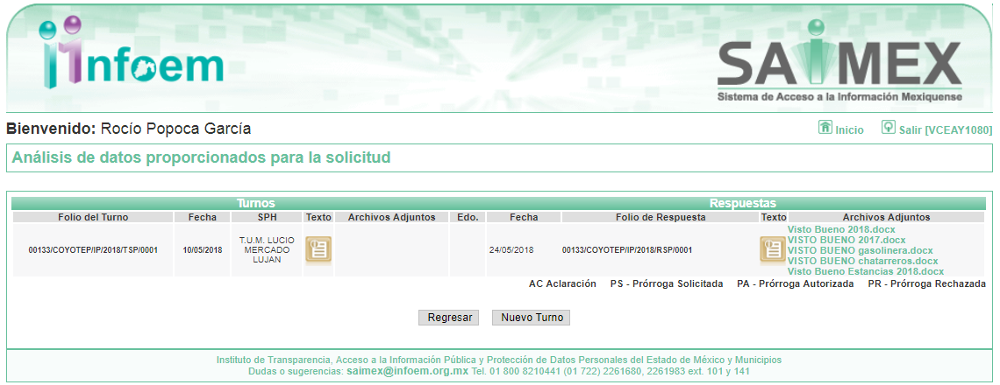 infoem
SAIMEX
Sistema de Acceso a la Información Mexiquense
Bienvenido: Rocío Popoca García
Inicio Salir [VCEAY1080]
Análisis de datos proporcionados para la solicitud
Turnos Respuestas
Folio del Turno Fecha SPH Texto Archivos Adjuntos Edo. Fecha Folio de Respuesta Texto Archivos Adjuntos
00133/COYOTEP/IP/2018/TSP/0001 10/05/2018
T.U.M. LUCIO
MERCADO
LUJAN
24/05/2018 00133/COYOTEP/IP/2018/RSP/0001
Visto Bueno 2018.docx
VISTO BUENO 2017.docx
VISTO BUENO gasolinera.docx
VISTO BUENO chatarreros.docx
Visto Bueno Estancias 2018.docx
AC Aclaración PS - Prórroga Solicitada PA - Prórroga Autorizada PR - Prórroga Rechazada
Regresar Nuevo Turno
Instituto de Transparencia, Acceso a la Información Pública y Protección de Datos Personales del Estado de México y Municipios
Dudas o sugerencias: saimex@infoem.org.mx Tel. 01 800 8210441 (01 722) 2261680, 2261983 ext. 101 y 141